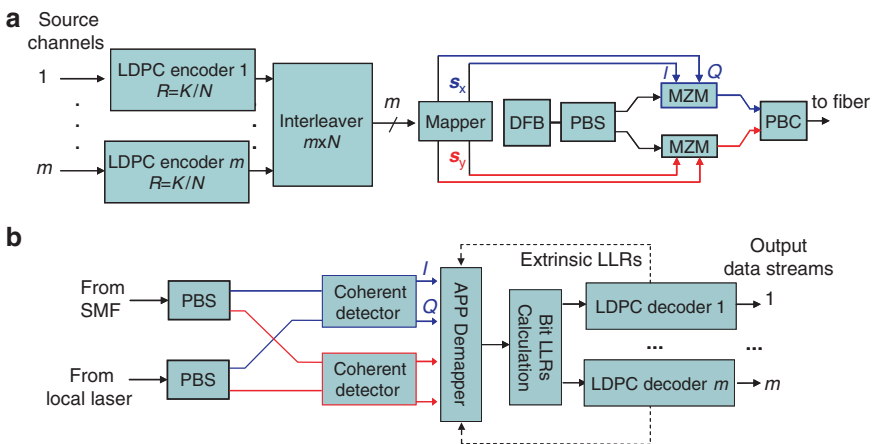 a
Source
channels
1
LDPC encoder 1
R=K/N
.
.
.
.
.
.
m
LDPC encoder m
R=K/N
Interleaver
mxN
m
Mapper
sx
sy
DFB
PBS
I
Q
MZM
MZM
PBC
to fiber
b
From
SMF
PBS
From
local laser
PBS
Coherent
detector
Coherent
detector
I
Q
APP Demapper
Extrinsic LLRs
Bit LLRs
Calculation
LDPC decoder 1
...
LDPC decoder m
Output
data streams
1
...
m